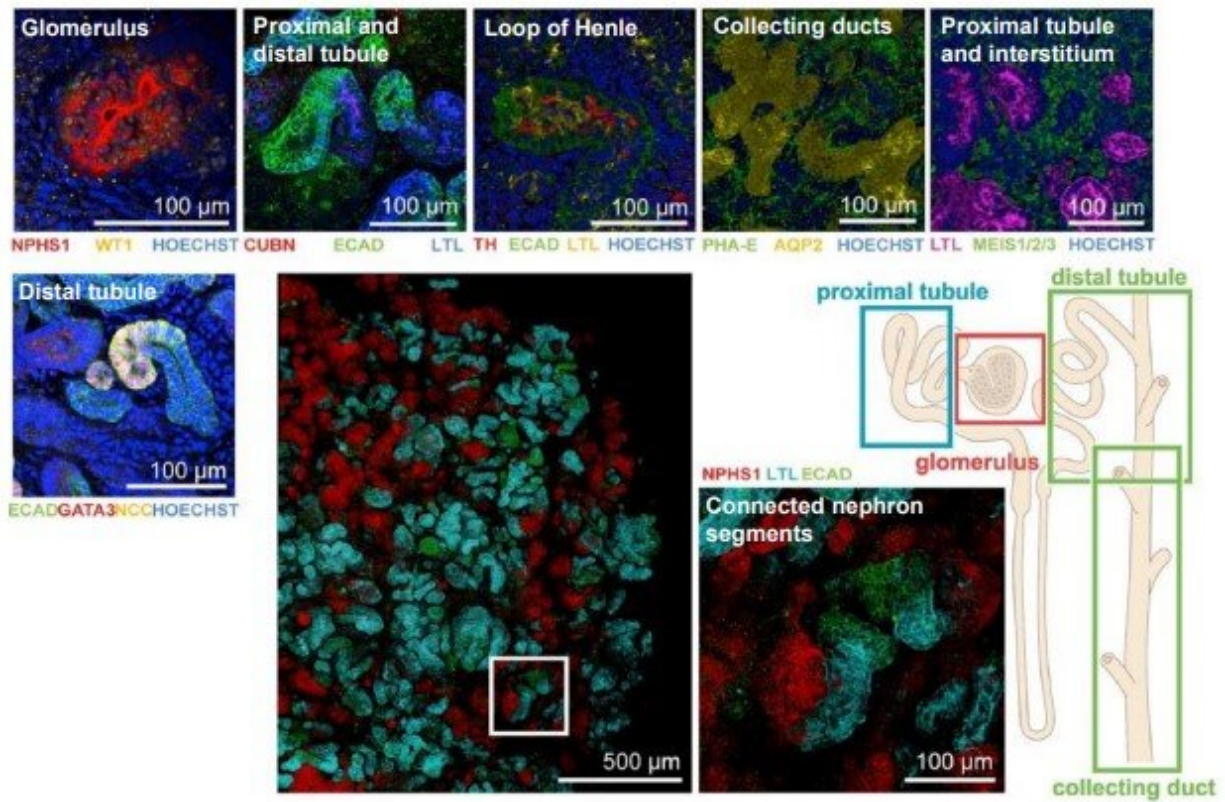 Glomerulus
100 µm
NPHS1 WT1 HOECHST
Proximal and
distal tubule
100 µm
CUBN ECAD LTL
Loop of Henle
100 µm
TH ECAD LTL HOECHST
Collecting ducts
100 µm
PHA-E AQP2 HOECHST
Proximal tubule
and interstitium
100 µm
LTL MEIS1/2/3 HOECHST
Distal tubule
100 µm
ECADGATA3NCCHOECHST
500 µm
proximal tubule
distal tubule
glomerulus
NPHS1 LTL ECAD
Connected nephron
segments
100 µm
collecting duct